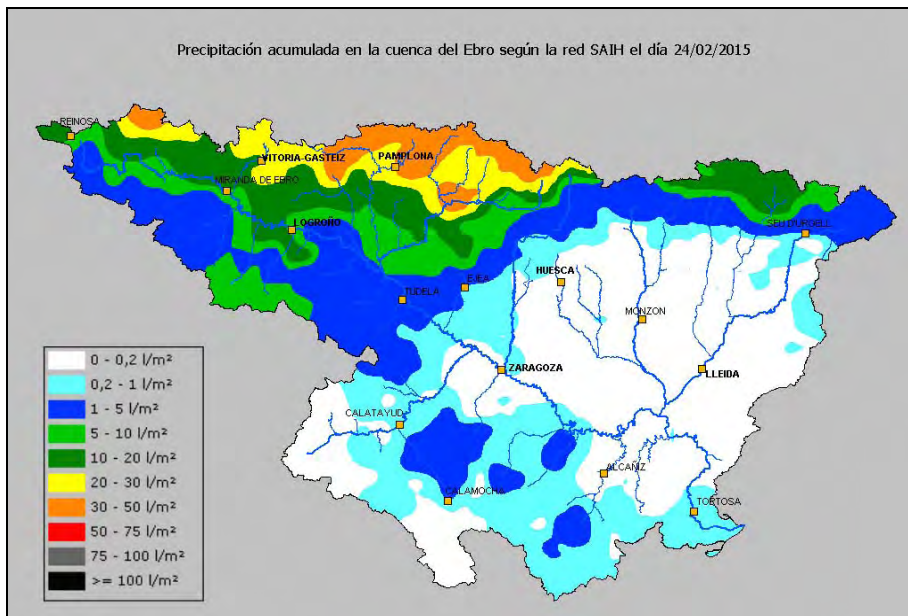 Precipitación acumulada en la cuenca del Ebro según la red SAIH el día 24/02/2015
REINOSA
VITORIA-GASTEIZ
PAMPLONA
MIRANDA DE EBRO
LOGROÑO
SEU D'URGELL
HUESCA
EJEA
TUDELA
MONZON
ZARAGOZA
LLEIDA
CALATAYUD
ALCAÑIZ
CALAMOCHA
TORTOSA
0 - 0,2 l/m²
0,2 - 1 l/m²
1 - 5 l/m²
5 - 10 l/m²
10 - 20 l/m²
20 - 30 l/m²
30 - 50 l/m²
50 - 75 l/m²
75 - 100 l/m²
>= 100 l/m²